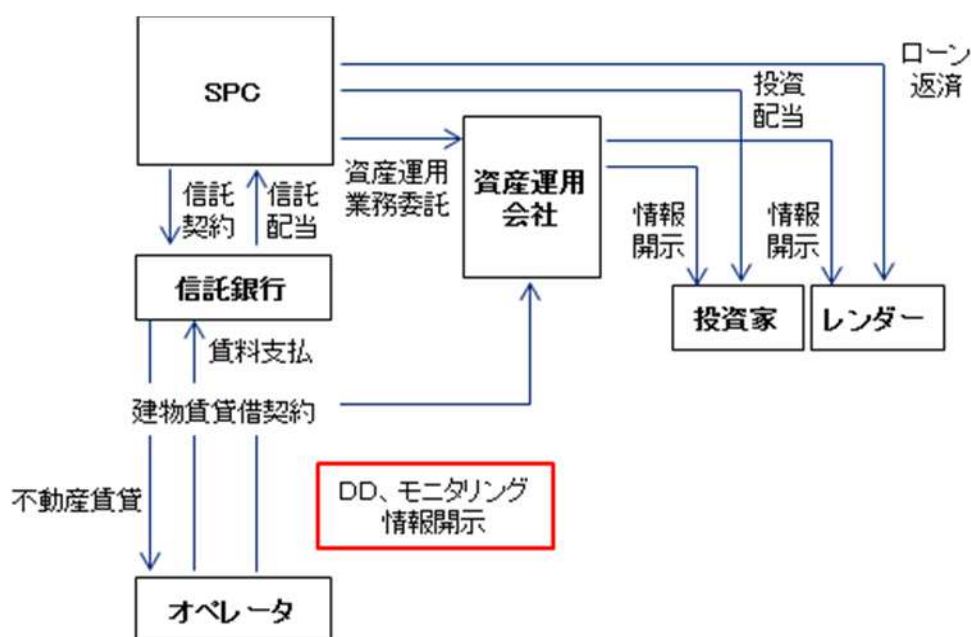 SPC
ローン
返済
投資
配当
資産運用
業務委託
資産運用
会社
信託
契約
信託
配当
情報
開示
情報
開示
信託銀行
投資家
レンダー
賃料支払
建物賃貸借契約
不動産賃貸
DD、モニタリング
情報開示
オペレータ